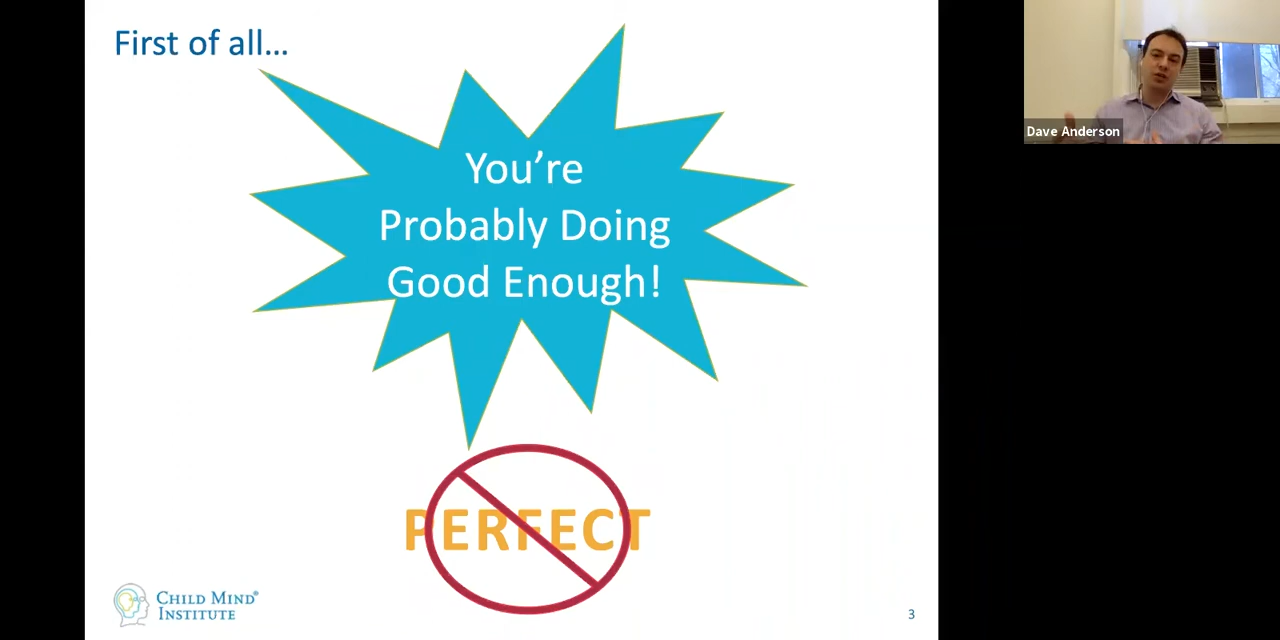 First of all…
You're
Probably Doing
Good Enough!
PERFECT
CHILD MIND®
INSTITUTE
3
Dave Anderson